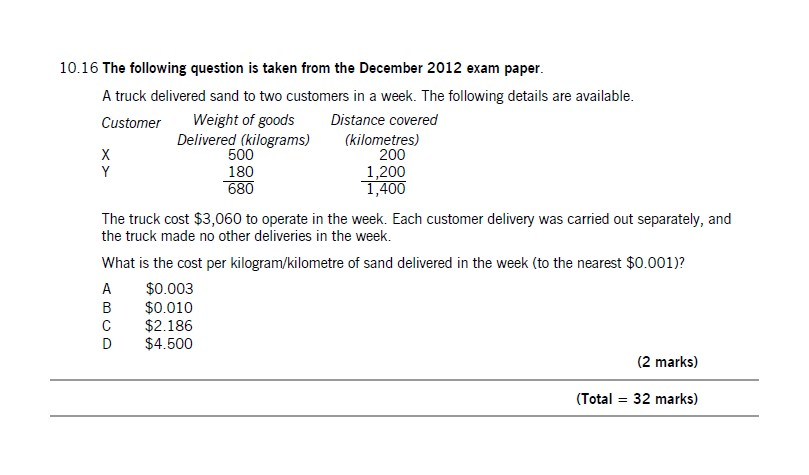 10.16 The following question is taken from the December 2012 exam paper.
A truck delivered sand to two customers in a week. The following details are available.
Customer Weight of goods Distance covered
Delivered (kilograms) (kilometres)
X 500 200
Y 180 1,200
680 1,400
The truck cost $3,060 to operate in the week. Each customer delivery was carried out separately, and
the truck made no other deliveries in the week.
What is the cost per kilogram/kilometre of sand delivered in the week (to the nearest $0.001)?
A $0.003
B $0.010
C $2.186
D $4.500
(2 marks)
(Total = 32 marks)